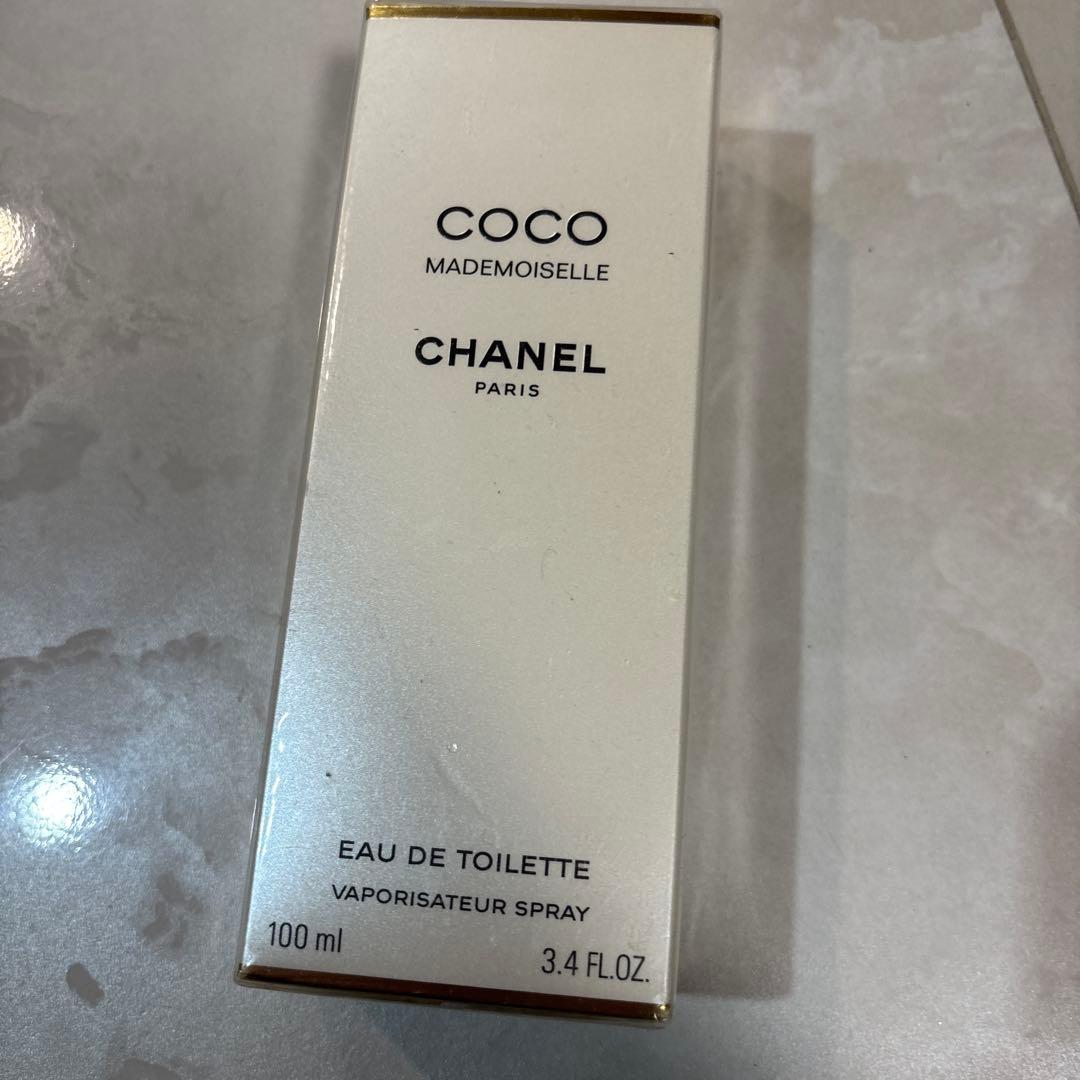 COCO
MADEMOISELLE
CHANEL
PARIS
EAU DE TOILETTE
VAPORISATEUR SPRAY
100 ml
3.4 FL.OZ.